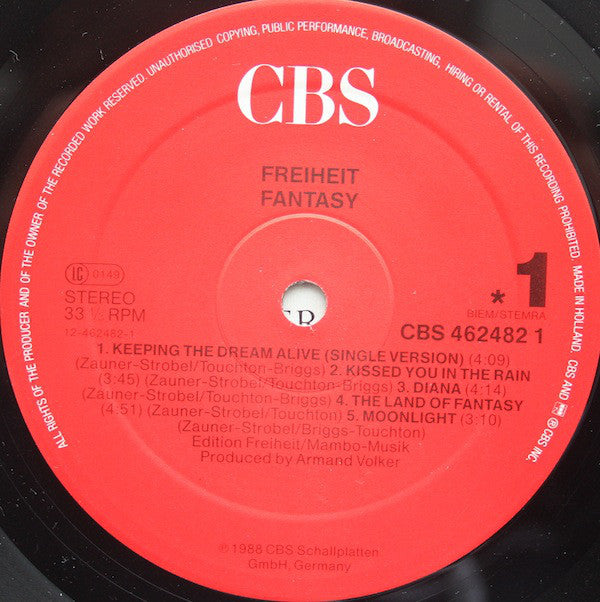 ALL RIGHTS OF THE PRODUCER AND OF THE OWNER OF THE RECORDED WORK RESERVED. UNAUTHORISED COPYING, PUBLIC PERFORMANCE, BROADCASTING, HIRING OR RENTAL OF THIS RECORDING PROHIBITED. MADE IN HOLLAND. CBS AND ℗ CBS INC.
CBS
FREIHEIT
FANTASY
LC 0149
STEREO
33 ⅓ RPM
12-462482-1
* 1
BIEM/STEMRA
CBS 462482 1
1. KEEPING THE DREAM ALIVE (SINGLE VERSION) (4:09)
(Zauner-Strobel/Touchton-Briggs) 2. KISSED YOU IN THE RAIN
(3:45) (Zauner-Strobel/Touchton-Briggs) 3. DIANA (4:14)
(Zauner-Strobel/Touchton-Briggs) 4. THE LAND OF FANTASY
(4:51) (Zauner-Strobel/Touchton) 5. MOONLIGHT (3:10)
(Zauner-Strobel/Briggs-Touchton)
Edition Freiheit/Mambo-Musik
Produced by Armand Volker
℗ 1988 CBS Schallplatten
GmbH, Germany